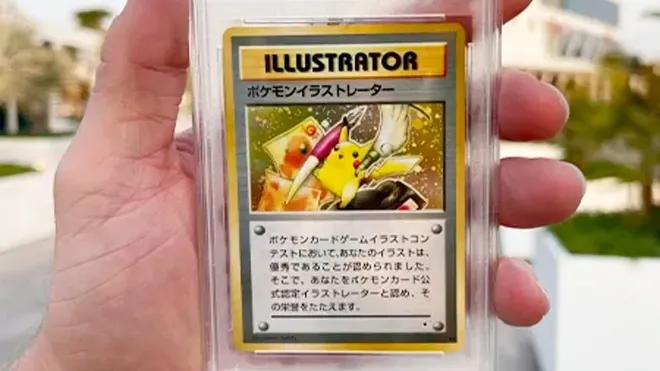 ILLUSTRATOR
ポケモンイラストレーター
ポケモンカードゲームイラストコン
テストにおいて、あなたのイラストは、
優秀であることが認められました。
そこで、あなたをポケモンカード公
式認定イラストレーターと認め、そ
の栄誉をたたえます。